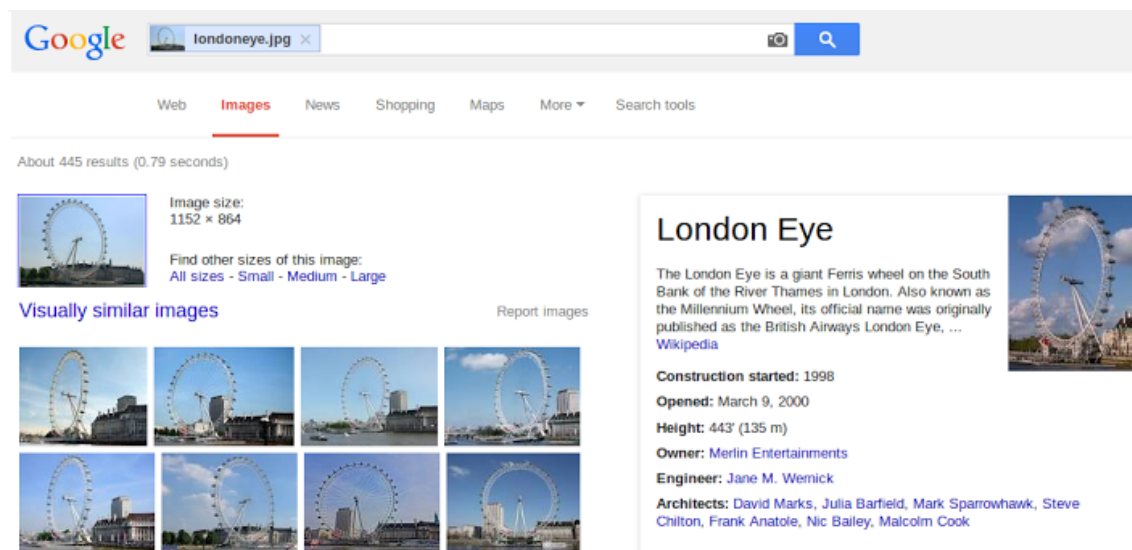 Google
londoneye.jpg ×
Web Images News Shopping Maps More Search tools
About 445 results (0.79 seconds)
Image size:
1152 × 864
Find other sizes of this image:
All sizes - Small - Medium - Large
Visually similar images
Report images
London Eye
The London Eye is a giant Ferris wheel on the South
Bank of the River Thames in London. Also known as
the Millennium Wheel, its official name was originally
published as the British Airways London Eye, ...
Wikipedia
Construction started: 1998
Opened: March 9, 2000
Height: 443' (135 m)
Owner: Merlin Entertainments
Engineer: Jane M. Wernick
Architects: David Marks, Julia Barfield, Mark Sparrowhawk, Steve
Chilton, Frank Anatole, Nic Bailey, Malcolm Cook